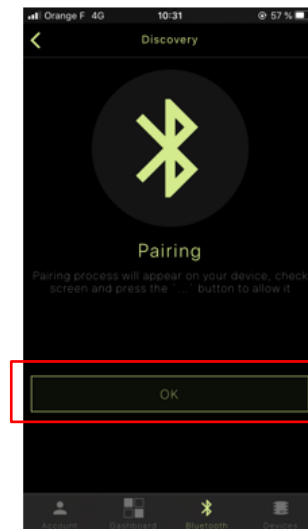 Orange F 4G 10:31 57 %
Discovery
Pairing
Pairing process will appear on your device, check
screen and press the `...` button to allow it
OK
Account Dashboard Bluetooth Devices